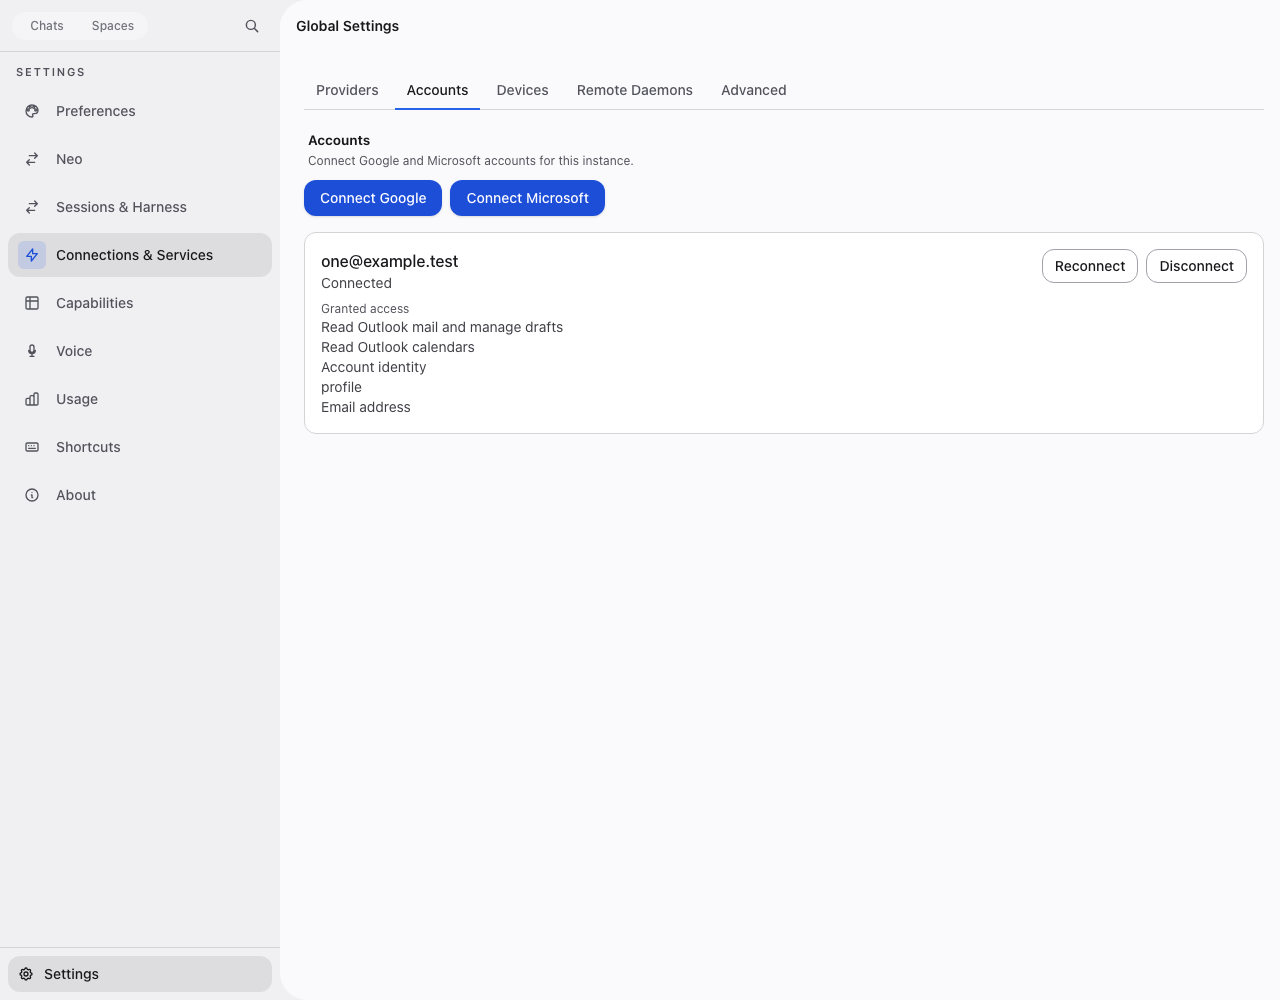 Chats Spaces
SETTINGS
Preferences
Neo
Sessions & Harness
Connections & Services
Capabilities
Voice
Usage
Shortcuts
About
Settings
Global Settings
Providers Accounts Devices Remote Daemons Advanced
Accounts
Connect Google and Microsoft accounts for this instance.
Connect Google Connect Microsoft
one@example.test
Connected
Reconnect Disconnect
Granted access
Read Outlook mail and manage drafts
Read Outlook calendars
Account identity
profile
Email address